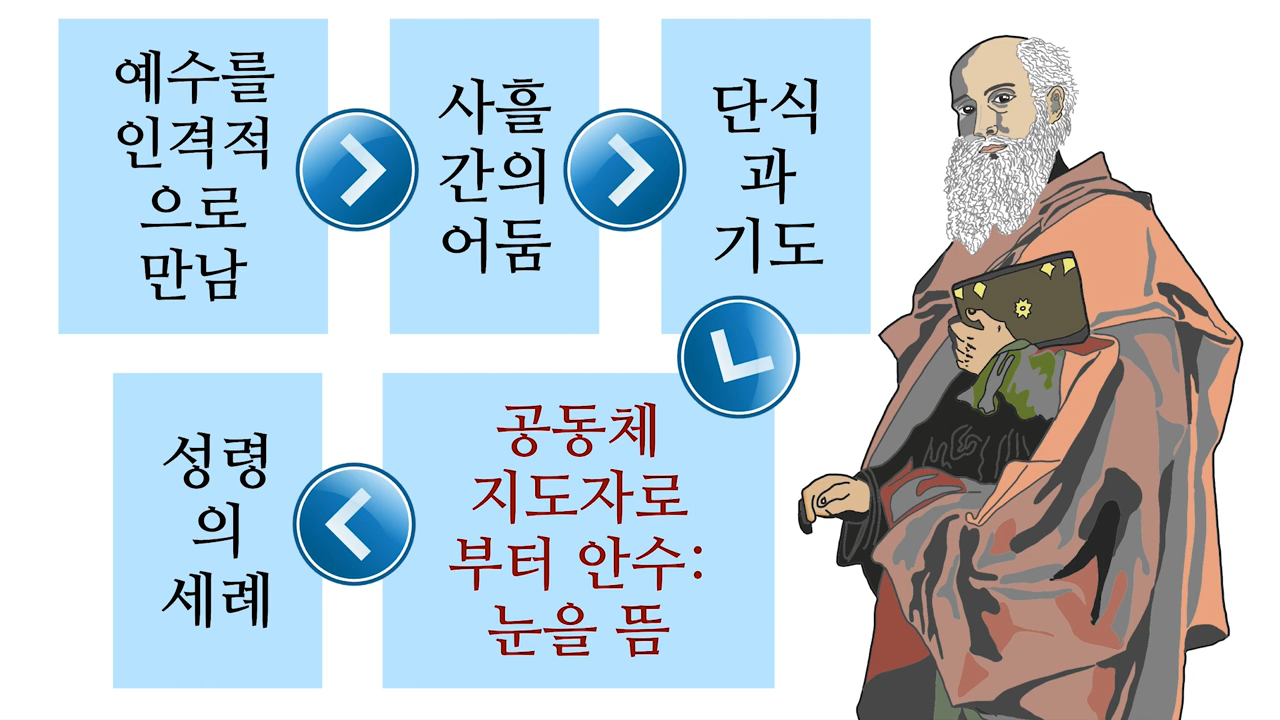 예수를
인격적
으로
만남
사흘
간의
어둠
단식
과
기도
공동체
지도자로
부터 안수:
눈을 뜸
성령
의
세례